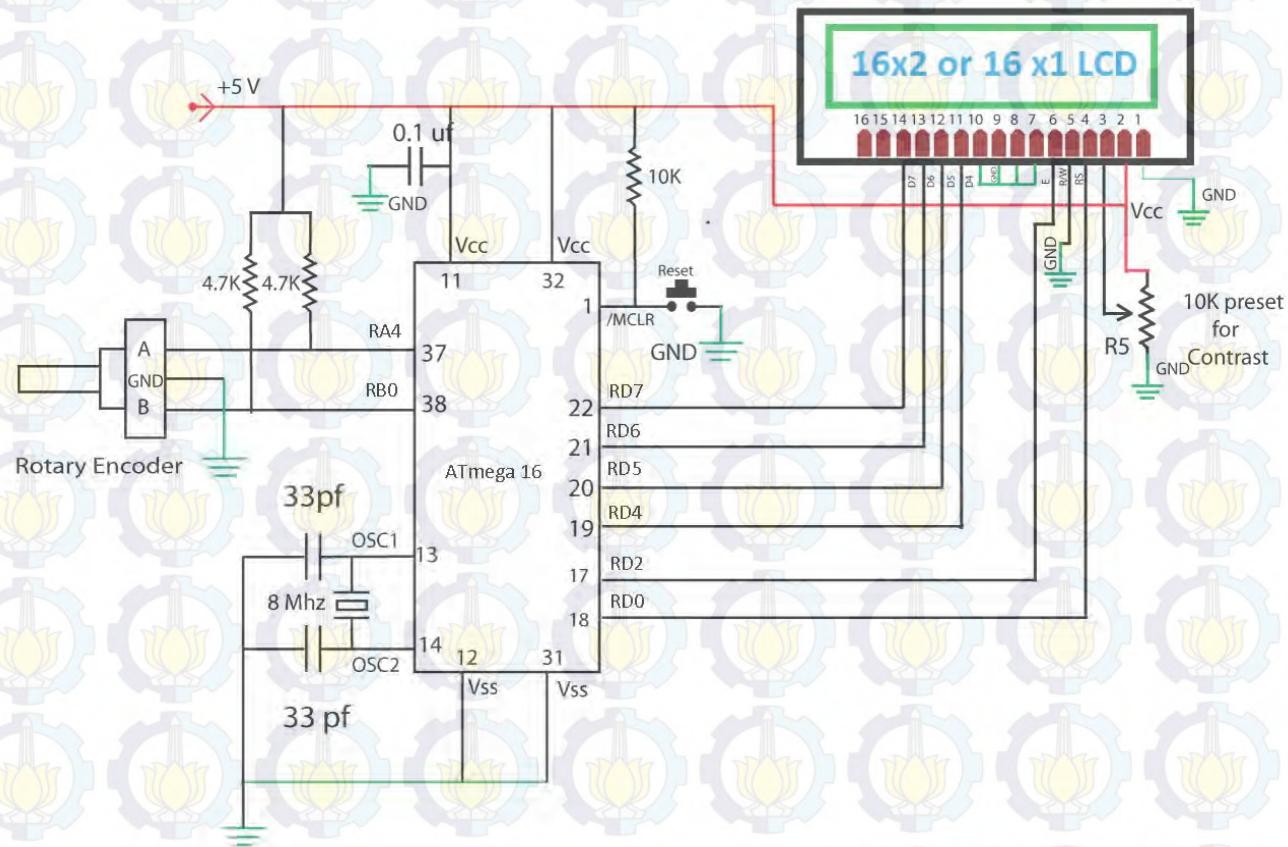 16x2 or 16 x1 LCD
16 15 14 13 12 11 10 9 8 7 6 5 4 3 2 1
D7 D6 D5 D4 GND E R/W RS
+5 V
0.1 uf
GND
10K
Vcc
GND
GND
Vcc
Vcc
11
32
4.7K
4.7K
Reset
1
/MCLR
GND
10K preset
for
Contrast
R5
GND
RA4
37
A
GND
B
RB0
38
Rotary Encoder
ATmega 16
RD7
22
RD6
21
RD5
20
RD4
19
RD2
17
RD0
18
33pf
OSC1
13
8 Mhz
14
OSC2
12
31
Vss
Vss
33 pf